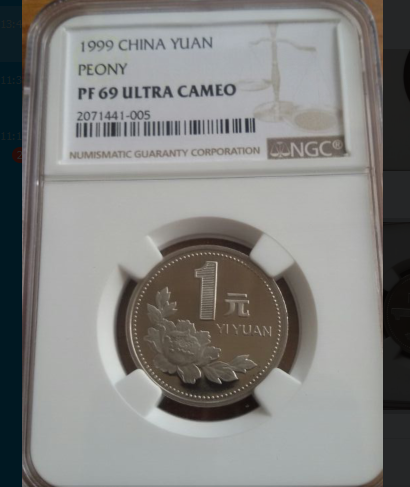 1999 CHINA YUAN
PEONY
PF 69 ULTRA CAMEO
2071441-005
NUMISMATIC GUARANTY CORPORATION NGC®
1元
YI YUAN